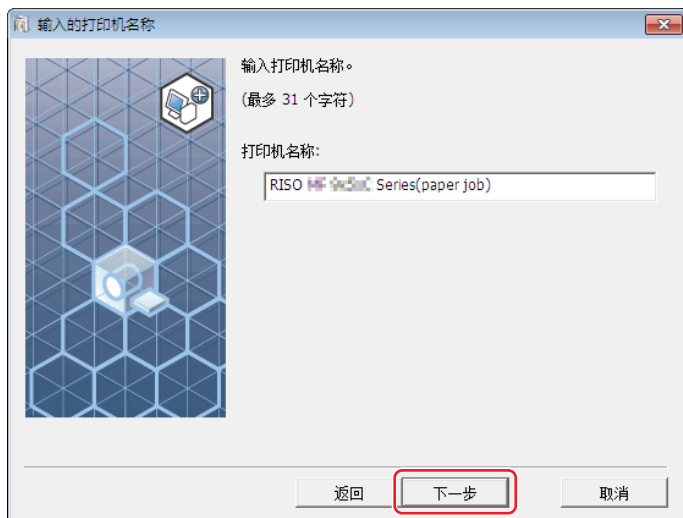 输入的打印机名称
输入打印机名称。
(最多 31 个字符)
打印机名称:
RISO Series(paper job)
返回
下一步
取消